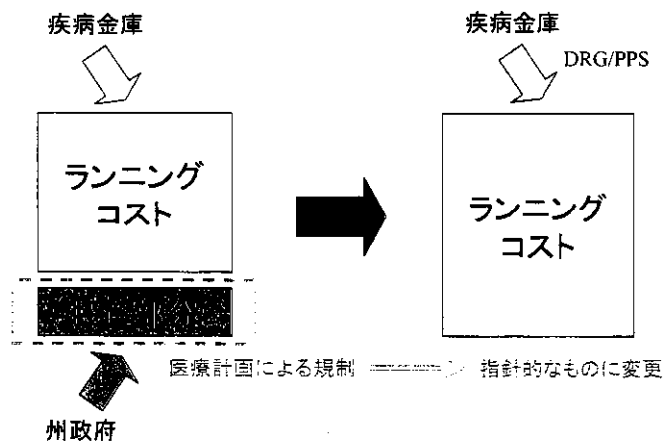 疾病金庫
ランニング
コスト
州政府
疾病金庫
DRG/PPS
ランニング
コスト
医療計画による規制
指針的なものに変更